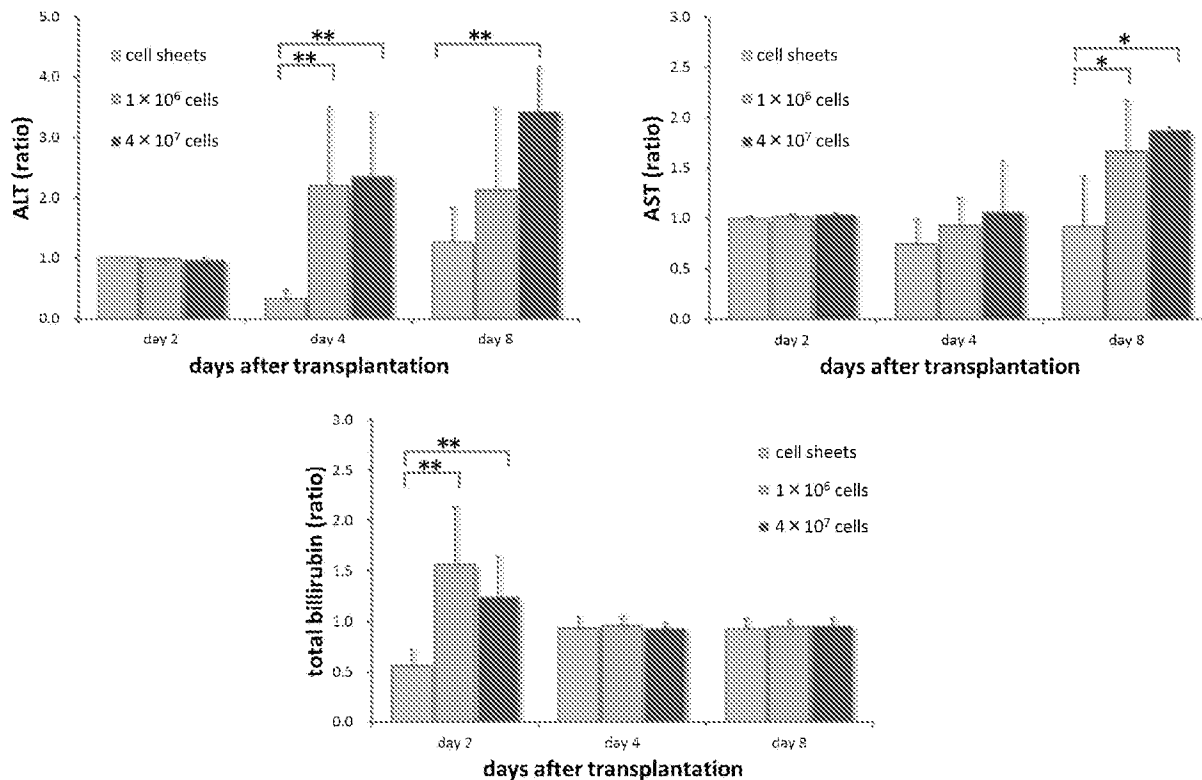 ALT (ratio)
5.0
4.0
3.0
2.0
1.0
0.0
cell sheets
1 × 10⁶ cells
4 × 10⁷ cells
**
**
**
day 2
day 4
day 8
days after transplantation
AST (ratio)
3.0
2.5
2.0
1.5
1.0
0.5
0.0
cell sheets
1 × 10⁶ cells
4 × 10⁷ cells
*
*
day 2
day 4
day 8
days after transplantation
total billirubin (ratio)
3.0
2.5
2.0
1.5
1.0
0.5
0.0
**
**
cell sheets
1 × 10⁶ cells
4 × 10⁷ cells
day 2
day 4
day 8
days after transplantation